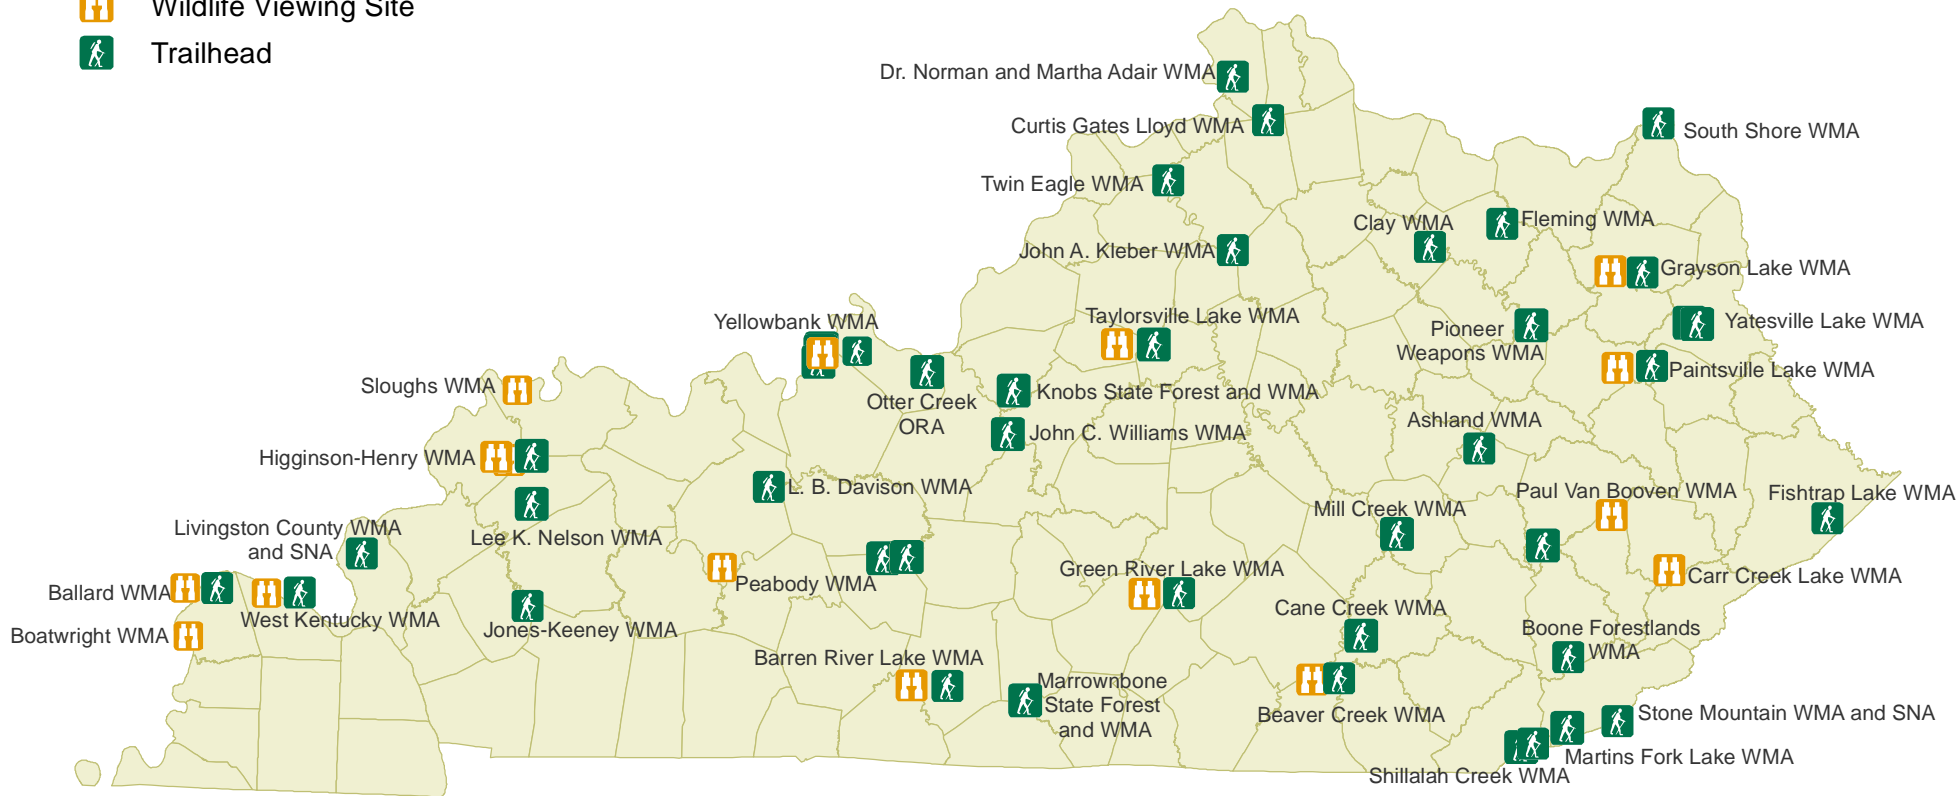 Wildlife Viewing Site
Trailhead
Dr. Norman and Martha Adair WMA
Curtis Gates Lloyd WMA
South Shore WMA
Twin Eagle WMA
Clay WMA
Fleming WMA
John A. Kleber WMA
Grayson Lake WMA
Yellowbank WMA
Taylorsville Lake WMA
Pioneer
Weapons WMA
Yatesville Lake WMA
Paintsville Lake WMA
Sloughs WMA
Otter Creek
ORA
Knobs State Forest and WMA
Ashland WMA
John C. Williams WMA
Higginson-Henry WMA
L. B. Davison WMA
Paul Van Booven WMA
Fishtrap Lake WMA
Mill Creek WMA
Livingston County WMA
and SNA
Lee K. Nelson WMA
Peabody WMA
Green River Lake WMA
Carr Creek Lake WMA
Ballard WMA
West Kentucky WMA
Cane Creek WMA
Boatwright WMA
Jones-Keeney WMA
Boone Forestlands
WMA
Barren River Lake WMA
Marrownbone
State Forest
and WMA
Beaver Creek WMA
Stone Mountain WMA and SNA
Martins Fork Lake WMA
Shillalah Creek WMA